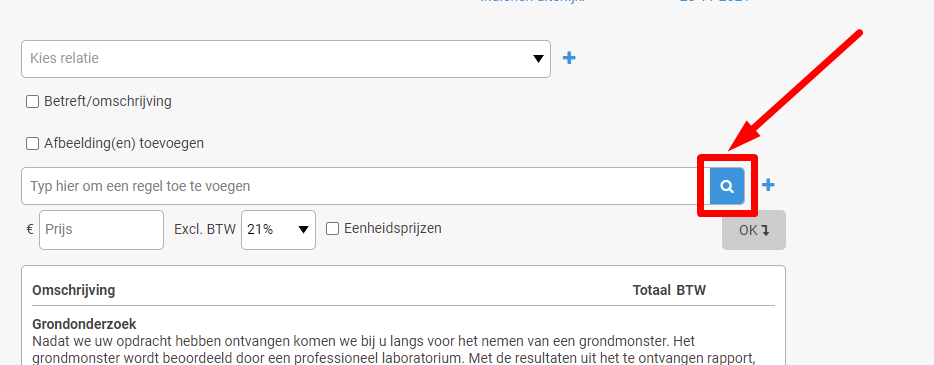 Kies relatie
Betreft/omschrijving
Afbeelding(en) toevoegen
Typ hier om een regel toe te voegen
€ Prijs Excl. BTW 21% Eenheidsprijzen OK
Omschrijving Totaal BTW
Grondonderzoek
Nadat we uw opdracht hebben ontvangen komen we bij u langs voor het nemen van een grondmonster. Het
grondmonster wordt beoordeeld door een professioneel laboratorium. Met de resultaten uit het te ontvangen rapport,